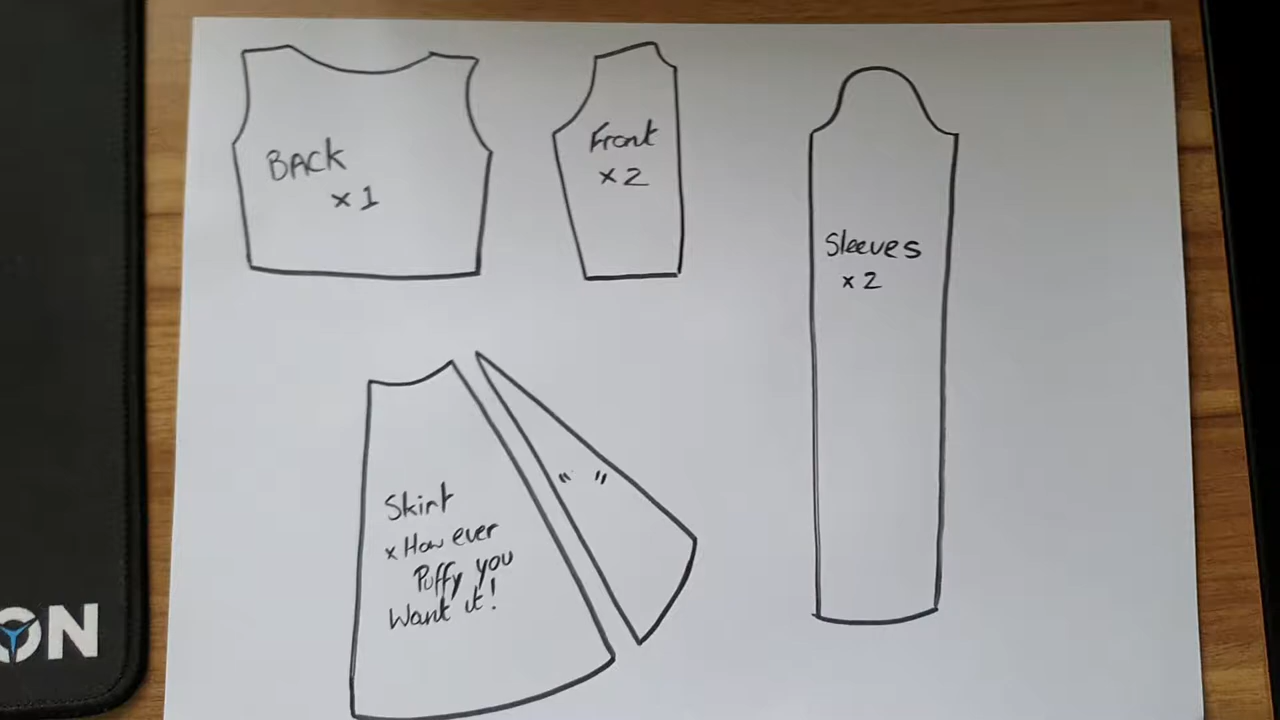 BACK
x 1
Front
x 2
Sleeves
x 2
Skirt
x How ever
Puffy you
Want it!
" "
ON